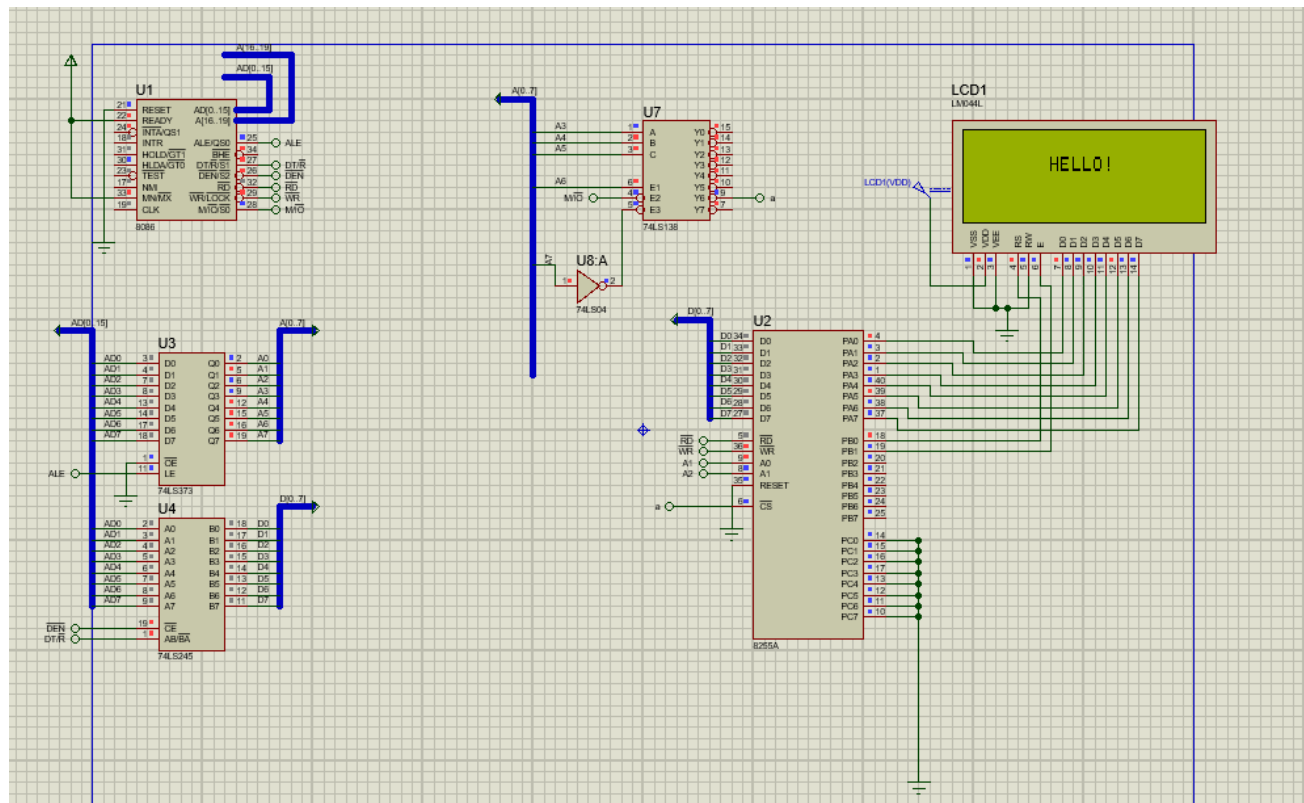 A[16..19]
AD[0..15]
U1
21 RESET AD[0..15]
22 READY A[16..19]
24 INTA/QS1
18 INTR ALE/QS0 25 ALE
31 HOLD/GT1 BHE 34
30 HLDA/GT0 DT/R/S1 27 DT/R
23 TEST DEN/S2 26 DEN
17 NMI RD 32 RD
33 MN/MX WR/LOCK 29 WR
19 CLK M/IO/S0 28 M/IO
8086
A[0..7]
U7
A3 1 A Y0 15
A4 2 B Y1 14
A5 3 C Y2 13
Y3 12
Y4 11
A6 6 E1 Y5 10
M/IO 4 E2 Y6 9 a
5 E3 Y7 7
74LS138
A7
U8:A
1 2
74LS04
LCD1
LM044L
HELLO!
LCD1(VDD)
VSS VDD VEE RS RW E D0 D1 D2 D3 D4 D5 D6 D7
1 2 3 4 5 6 7 8 9 10 11 12 13 14
AD[0..15]
A[0..7]
U3
AD0 3 D0 Q0 2 A0
AD1 4 D1 Q1 5 A1
AD2 7 D2 Q2 6 A2
AD3 8 D3 Q3 9 A3
AD4 13 D4 Q4 12 A4
AD5 14 D5 Q5 15 A5
AD6 17 D6 Q6 16 A6
AD7 18 D7 Q7 19 A7
1 OE
ALE 11 LE
74LS373
D[0..7]
U4
AD0 2 A0 B0 18 D0
AD1 3 A1 B1 17 D1
AD2 4 A2 B2 16 D2
AD3 5 A3 B3 15 D3
AD4 6 A4 B4 14 D4
AD5 7 A5 B5 13 D5
AD6 8 A6 B6 12 D6
AD7 9 A7 B7 11 D7
DEN 19 CE
DT/R 1 AB/BA
74LS245
D[0..7]
U2
D0 34 D0 PA0 4
D1 33 D1 PA1 3
D2 32 D2 PA2 2
D3 31 D3 PA3 1
D4 30 D4 PA4 40
D5 29 D5 PA5 39
D6 28 D6 PA6 38
D7 27 D7 PA7 37
RD 5 RD PB0 18
WR 36 WR PB1 19
A1 9 A0 PB2 20
A2 8 A1 PB3 21
35 RESET PB4 22
PB5 23
a 6 CS PB6 24
PB7 25
PC0 14
PC1 15
PC2 16
PC3 17
PC4 13
PC5 12
PC6 11
PC7 10
8255A